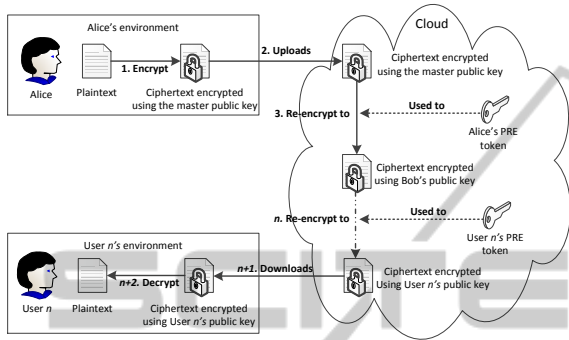 Alice's environment
Cloud
2. Uploads
1. Encrypt
Alice
Plaintext
Ciphertext encrypted
using the master public key
Ciphertext encrypted
using the master public key
3. Re-encrypt to
Used to
Alice's PRE
token
Ciphertext encrypted
using Bob's public key
n. Re-encrypt to
Used to
User n's PRE
token
User n's environment
n+1. Downloads
n+2. Decrypt
User n
Plaintext
Ciphertext encrypted
using User n's public key
Ciphertext encrypted
Using User n's public key
SCITE